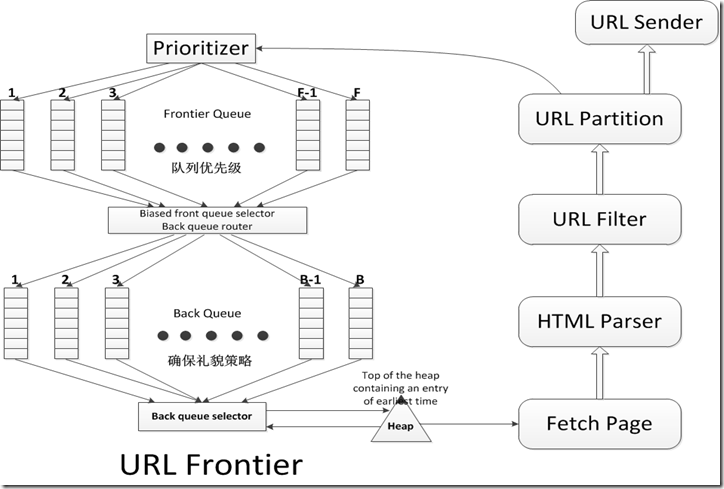 URL Sender
Prioritizer
1 2 3 F-1 F
Frontier Queue
队列优先级
URL Partition
Biased front queue selector
Back queue router
URL Filter
1 2 3 B-1 B
Back Queue
确保礼貌策略
HTML Parser
Top of the heap
containing an entry
of earliest time
Back queue selector
Heap
Fetch Page
URL Frontier